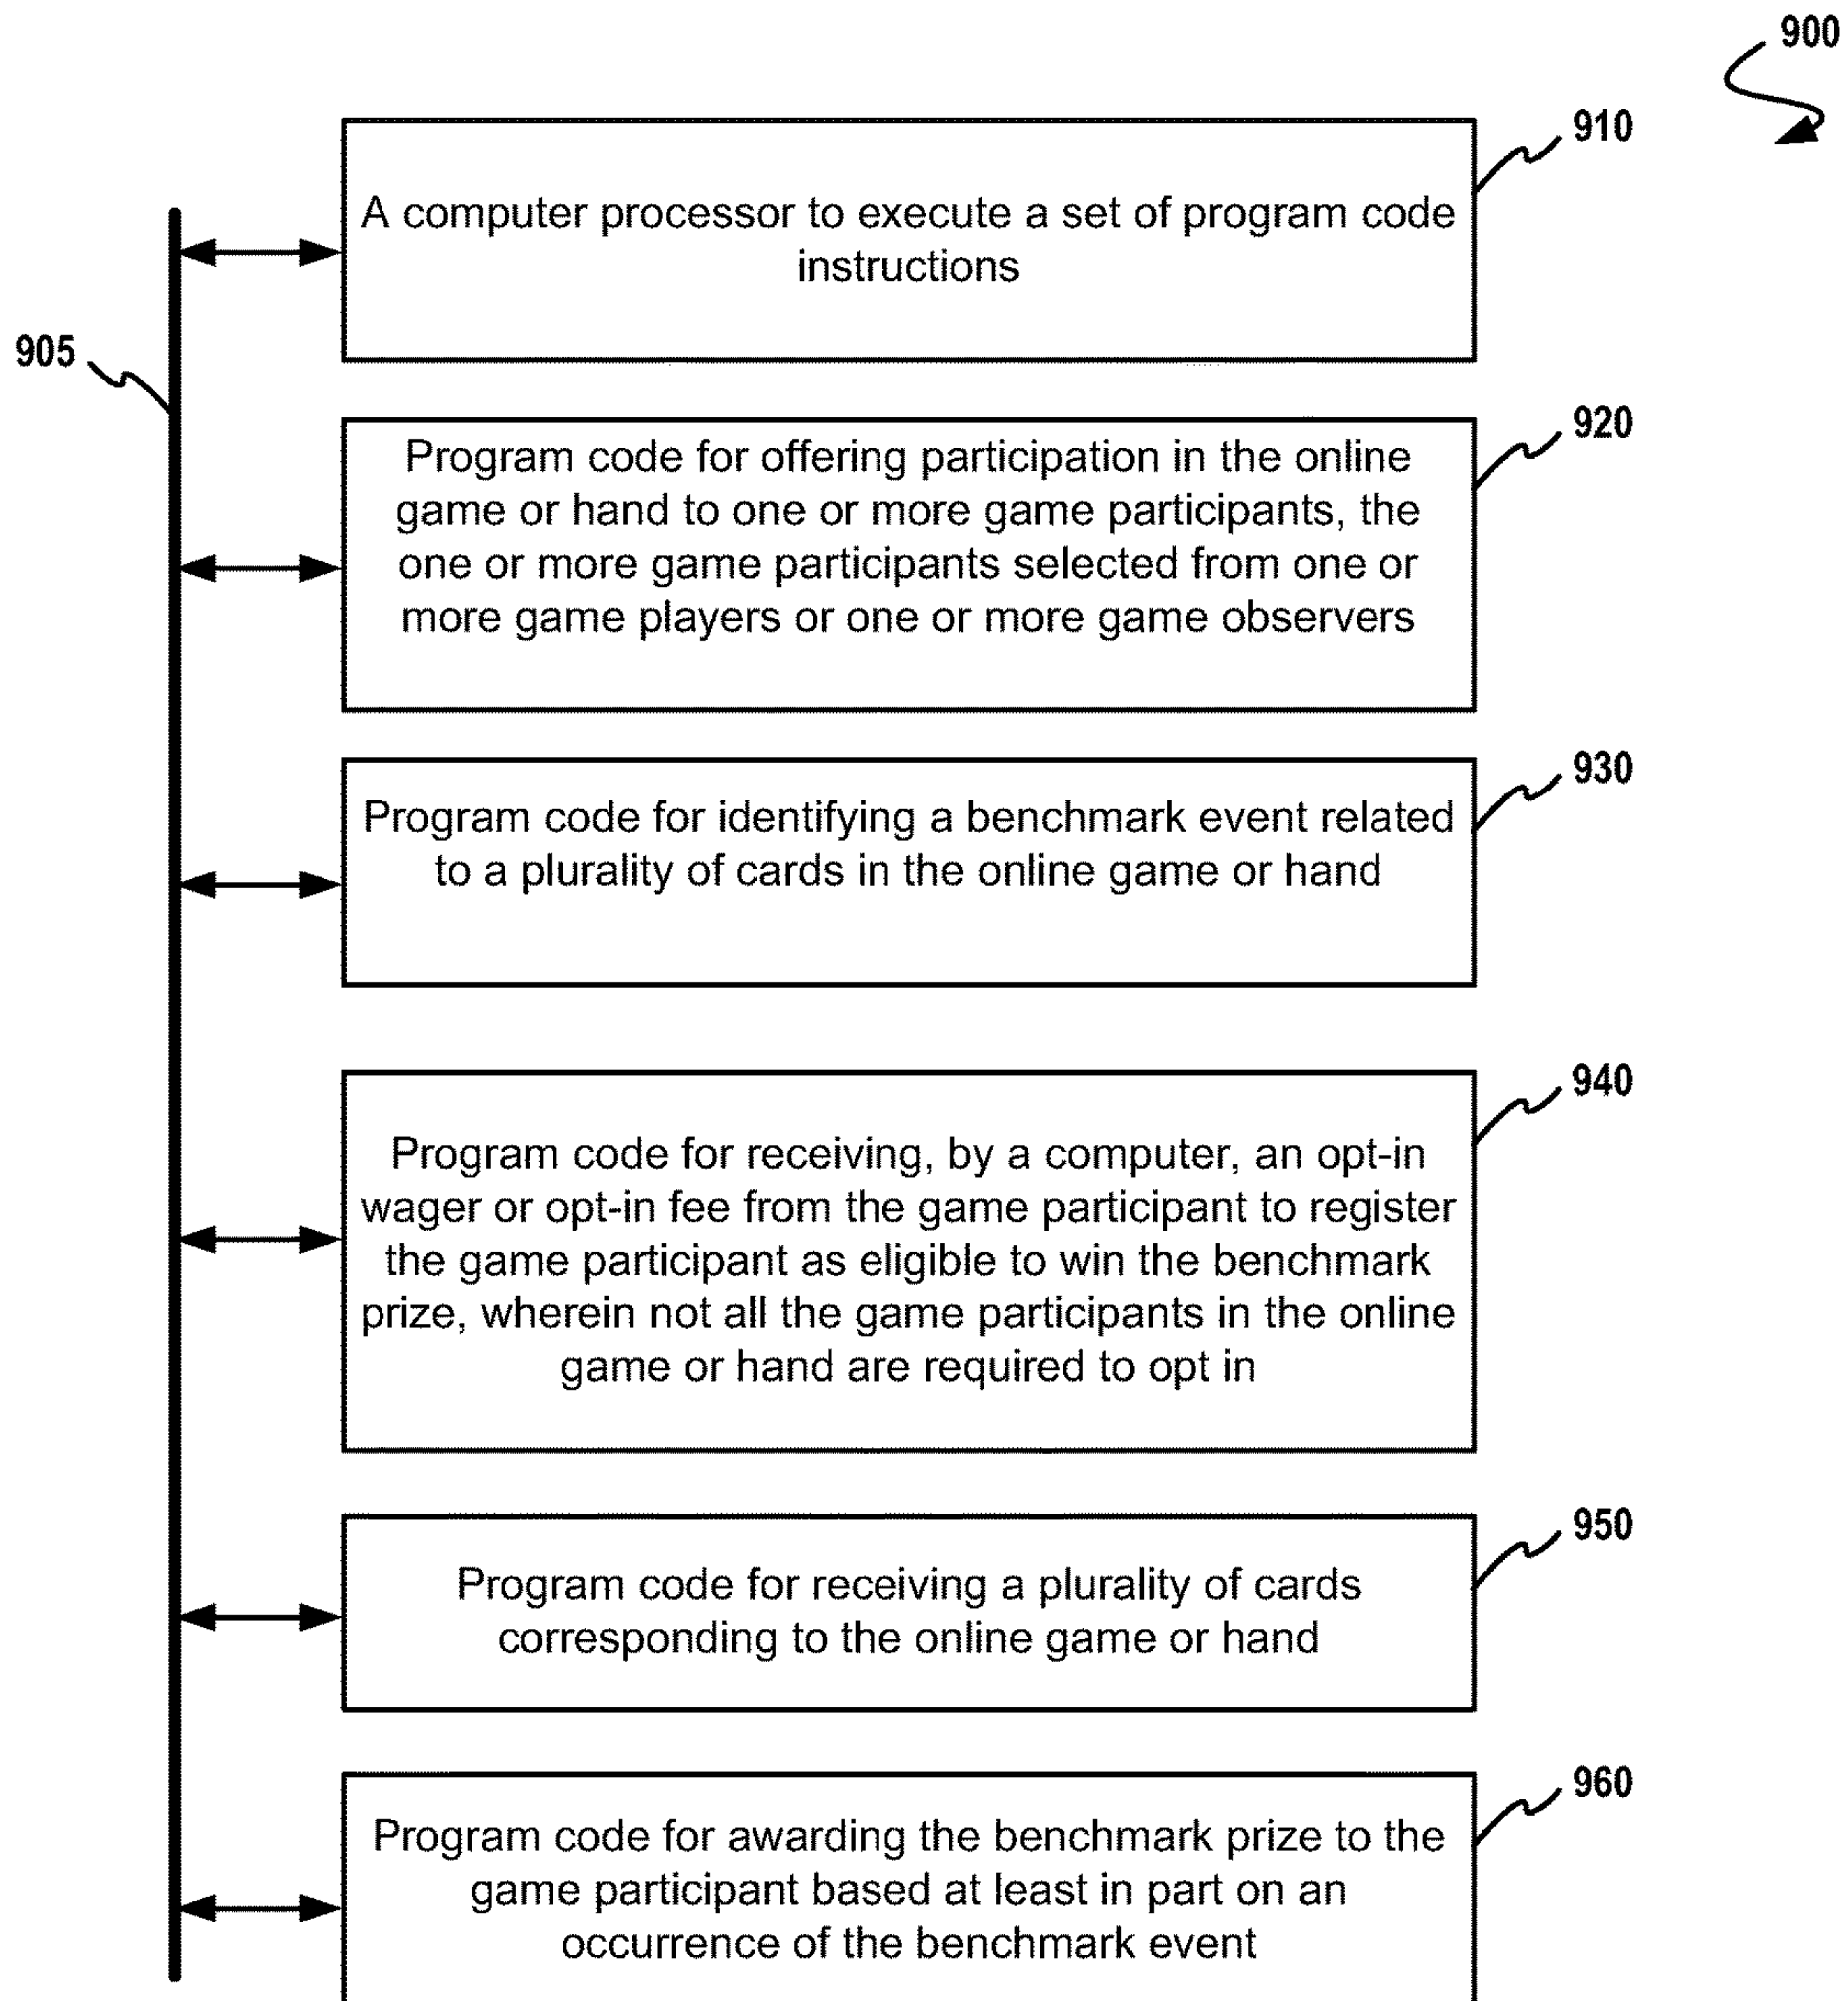 900
910
A computer processor to execute a set of program code
instructions
905
920
Program code for offering participation in the online
game or hand to one or more game participants, the
one or more game participants selected from one or
more game players or one or more game observers
930
Program code for identifying a benchmark event related
to a plurality of cards in the online game or hand
940
Program code for receiving, by a computer, an opt-in
wager or opt-in fee from the game participant to register
the game participant as eligible to win the benchmark
prize, wherein not all the game participants in the online
game or hand are required to opt in
950
Program code for receiving a plurality of cards
corresponding to the online game or hand
960
Program code for awarding the benchmark prize to the
game participant based at least in part on an
occurrence of the benchmark event